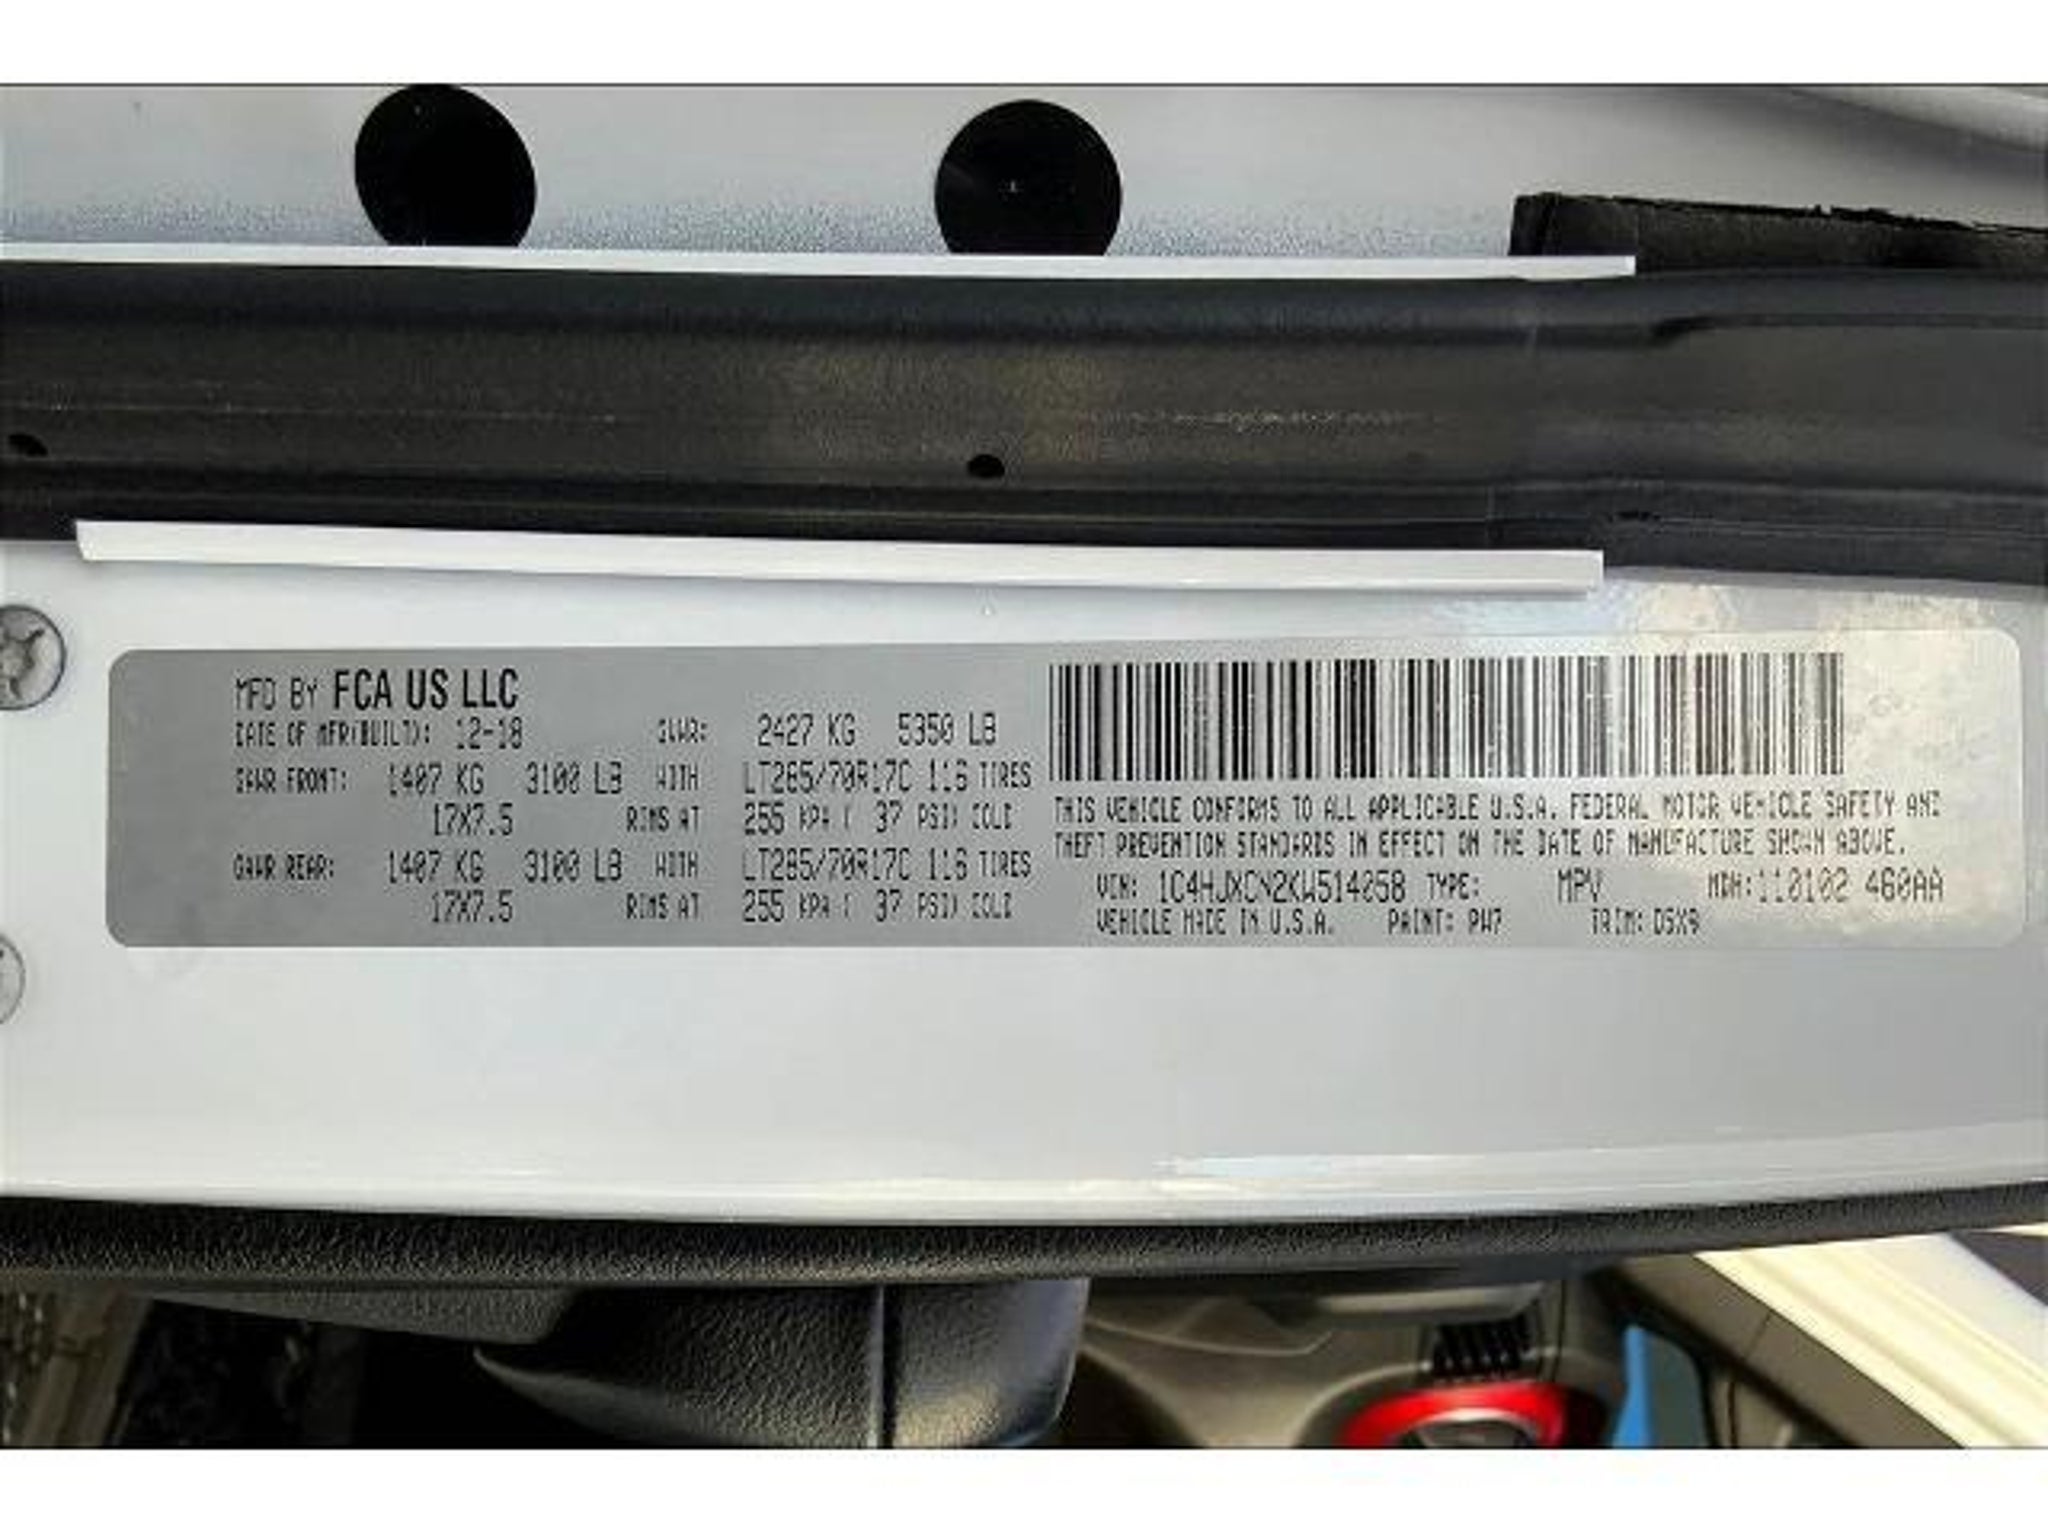 MFD BY FCA US LLC
DATE OF MFR(BUILT): 12-18 GVWR: 2427 KG 5350 LB
GAWR FRONT: 1407 KG 3100 LB WITH LT285/70R17C 116 TIRES
17X7.5 RIMS AT 255 KPA ( 37 PSI) COLD
GAWR REAR: 1407 KG 3100 LB WITH LT285/70R17C 116 TIRES
17X7.5 RIMS AT 255 KPA ( 37 PSI) COLD
THIS VEHICLE CONFORMS TO ALL APPLICABLE U.S.A. FEDERAL MOTOR VEHICLE SAFETY AND
THEFT PREVENTION STANDARDS IN EFFECT ON THE DATE OF MANUFACTURE SHOWN ABOVE.
VIN: 1C4HJXCN2KW514058 TYPE: MPV MDH: 460AA
VEHICLE MADE IN U.S.A. PAINT: PW7 TRIM: